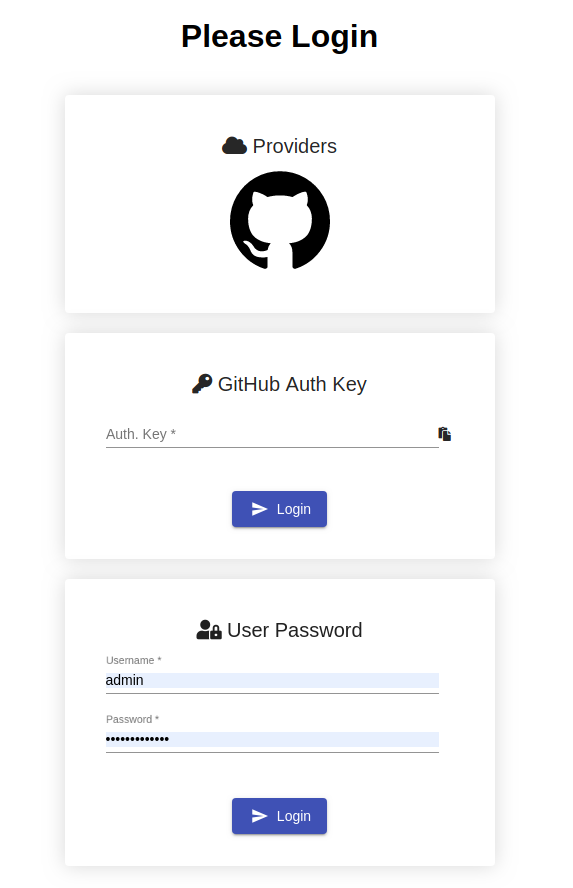 Please Login
Providers
GitHub Auth Key
Auth. Key *
Login
User Password
Username *
admin
Password *
•••••••••••••
Login